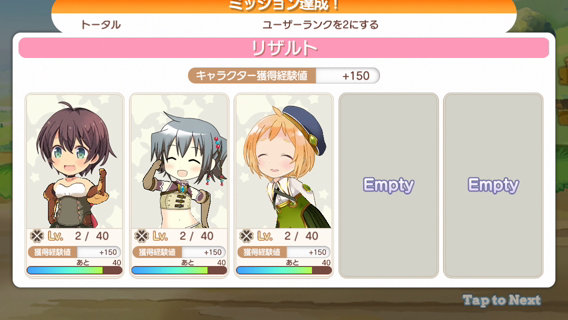 ミッション達成！
トータル
ユーザーランクを2にする
リザルト
キャラクター獲得経験値 +150
Lv. 2 / 40
獲得経験値 +150
あと 40
Lv. 2 / 40
獲得経験値 +150
あと 40
Lv. 2 / 40
獲得経験値 +150
あと 40
Empty
Empty
Tap to Next